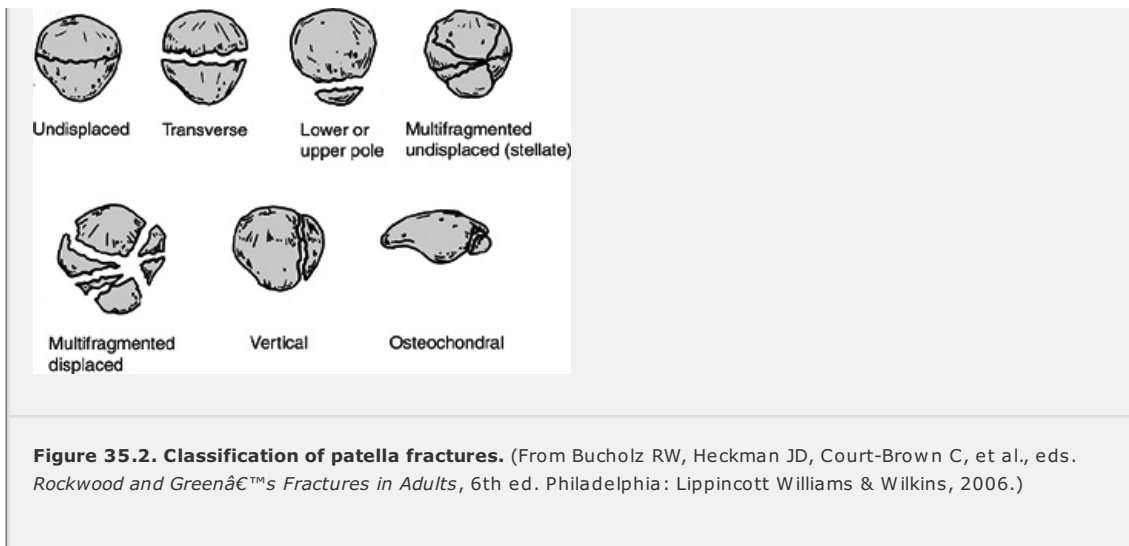 Undisplaced
Transverse
Lower or
upper pole
Multifragmented
undisplaced (stellate)
Multifragmented
displaced
Vertical
Osteochondral
Figure 35.2. Classification of patella fractures. (From Bucholz RW, Heckman JD, Court-Brown C, et al., eds.
Rockwood and Greenâ€™s Fractures in Adults, 6th ed. Philadelphia: Lippincott Williams & Wilkins, 2006.)